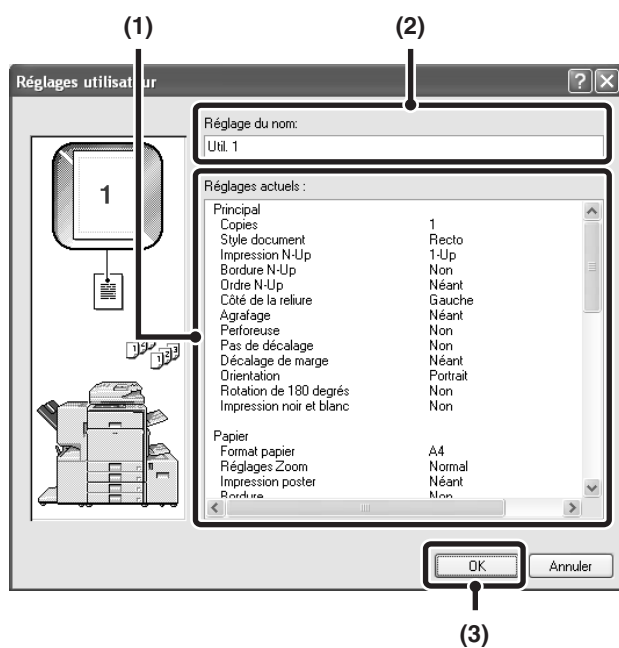 (1) (2)
Réglages utilisateur
Réglage du nom:
Util. 1
1
Réglages actuels :
Principal
Copies 1
Style document Recto
Impression N-Up 1-Up
Bordure N-Up Non
Ordre N-Up Néant
Côté de la reliure Gauche
Agrafage Néant
Perforeuse Non
Pas de décalage Non
Décalage de marge Néant
Orientation Portrait
Rotation de 180 degrés Non
Impression noir et blanc Non
Papier
Format papier A4
Réglages Zoom Normal
Impression poster Néant
Bordure Non
OK Annuler
(3)